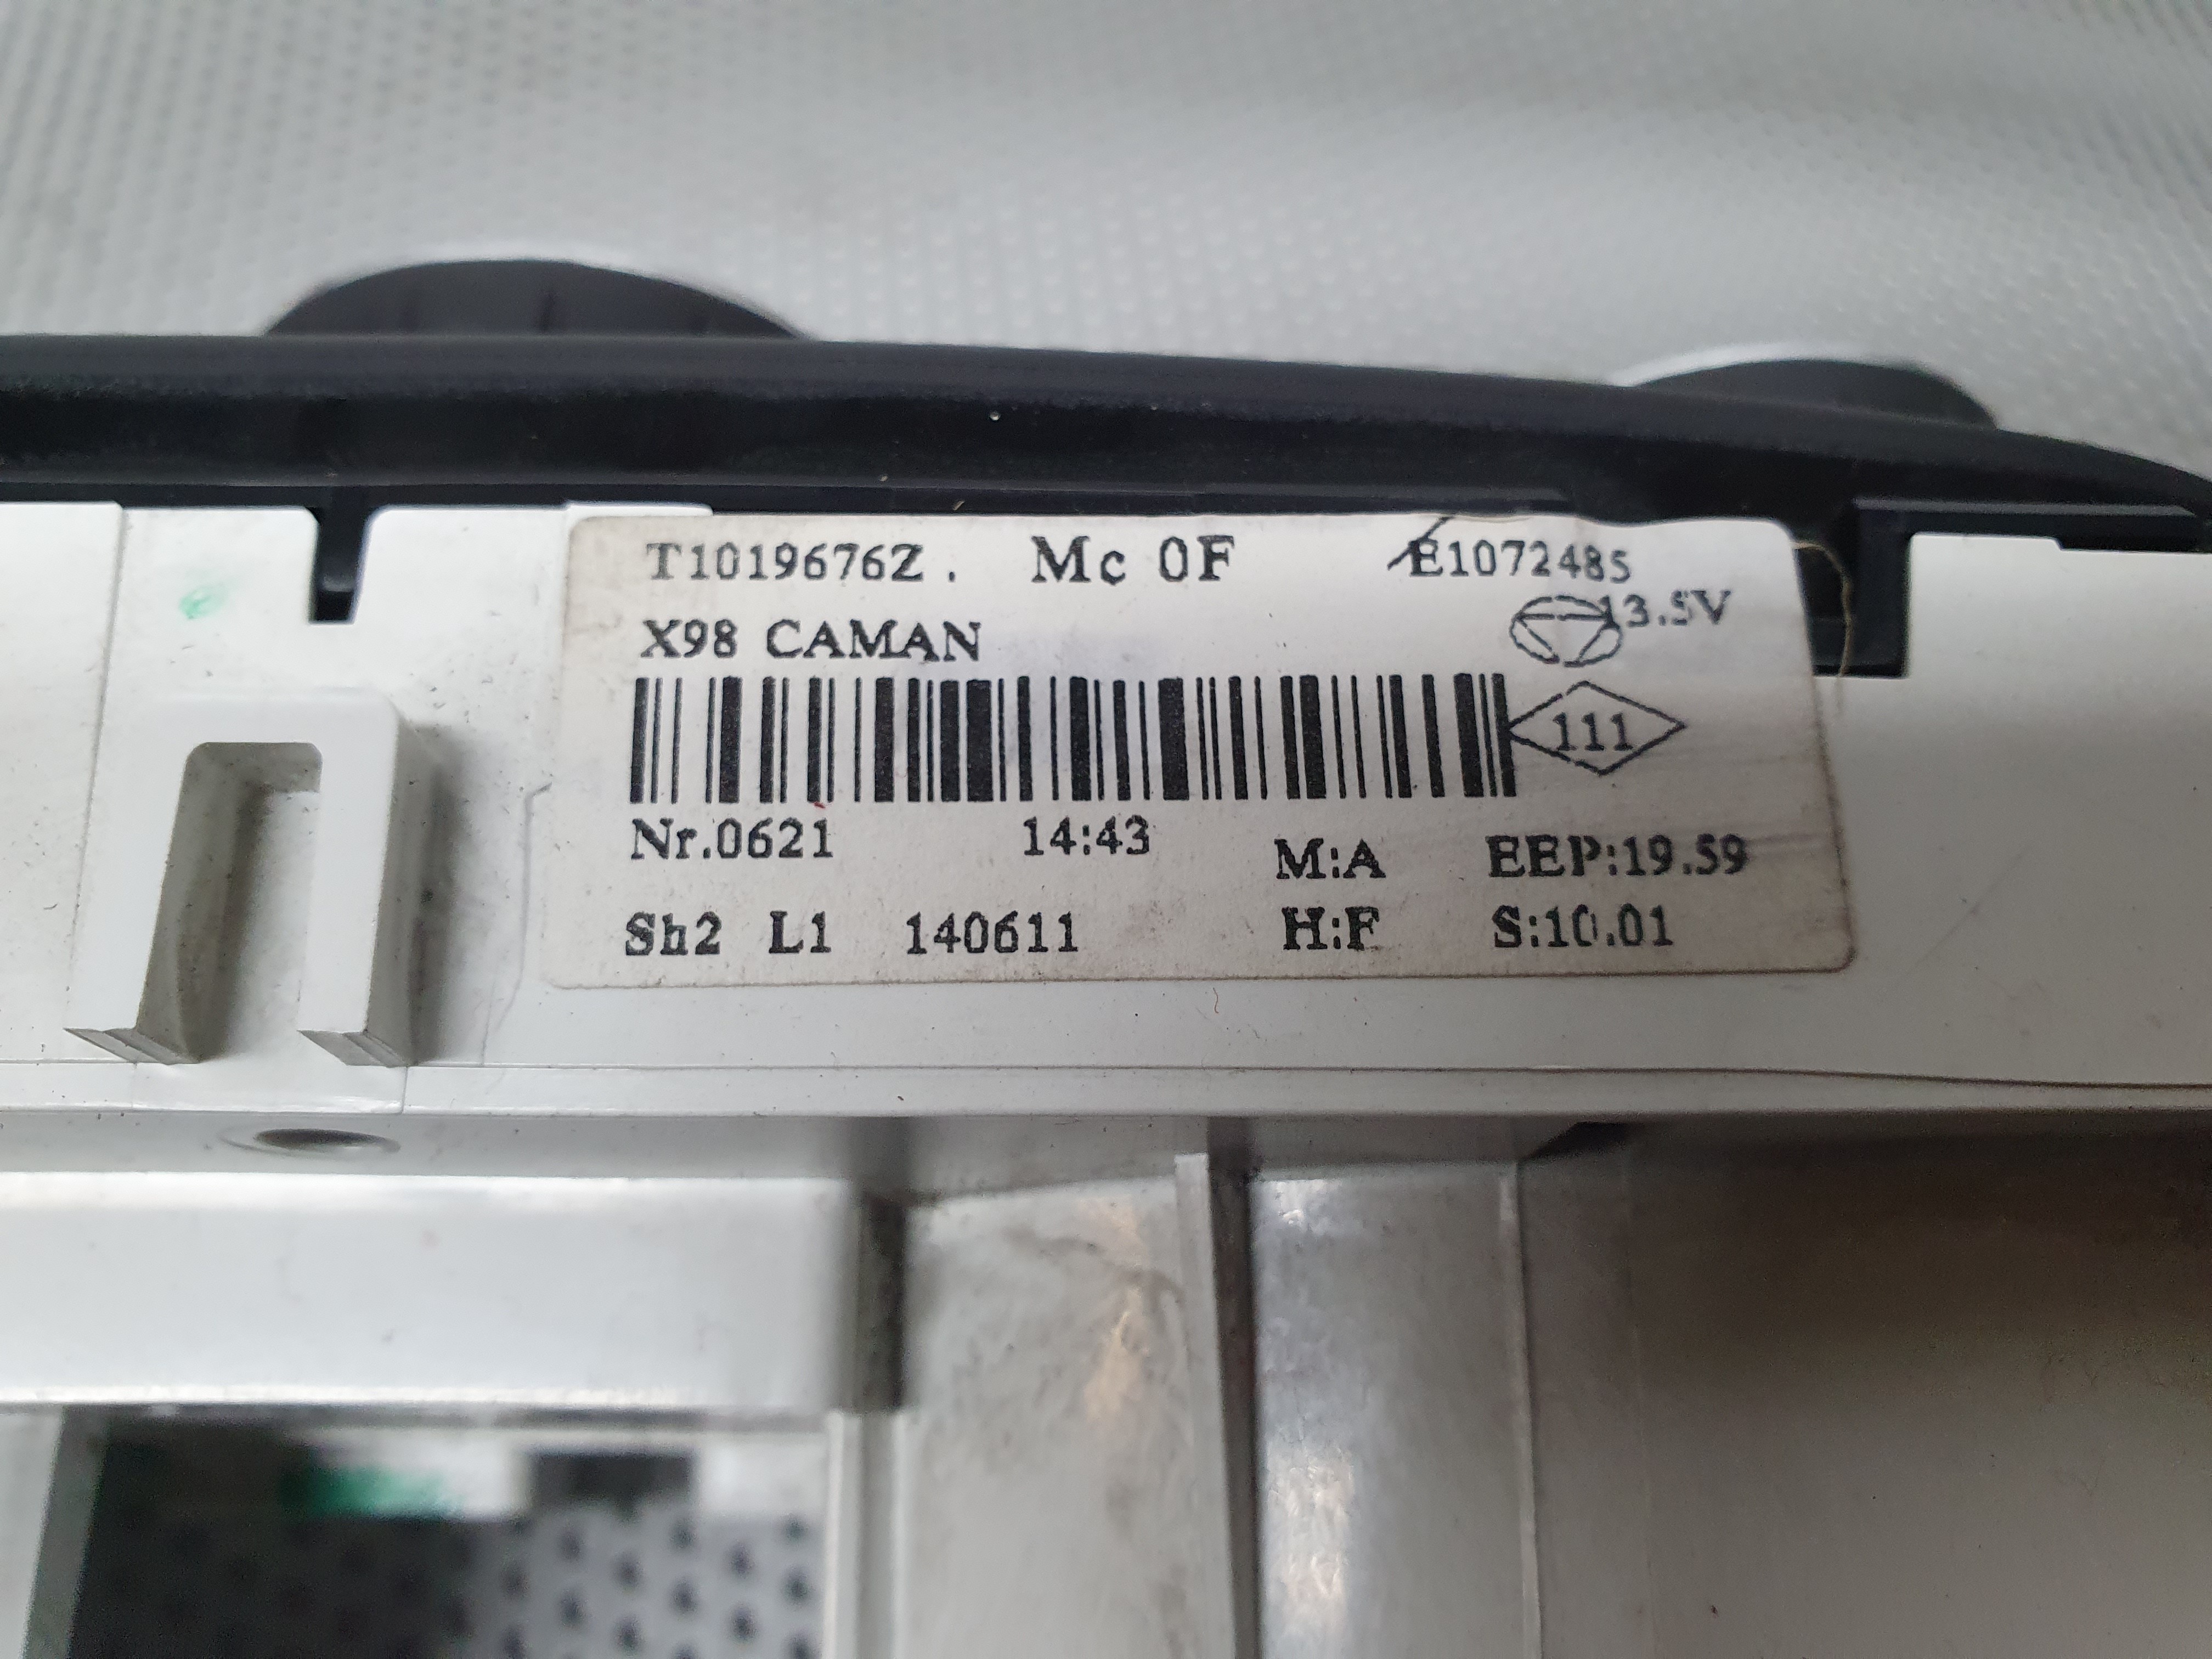 T1019676Z. Mc 0F E1072485
X98 CAMAN 13.5V
111
Nr.0621 14:43 M:A EEP:19.59
Sh2 L1 140611 H:F S:10.01